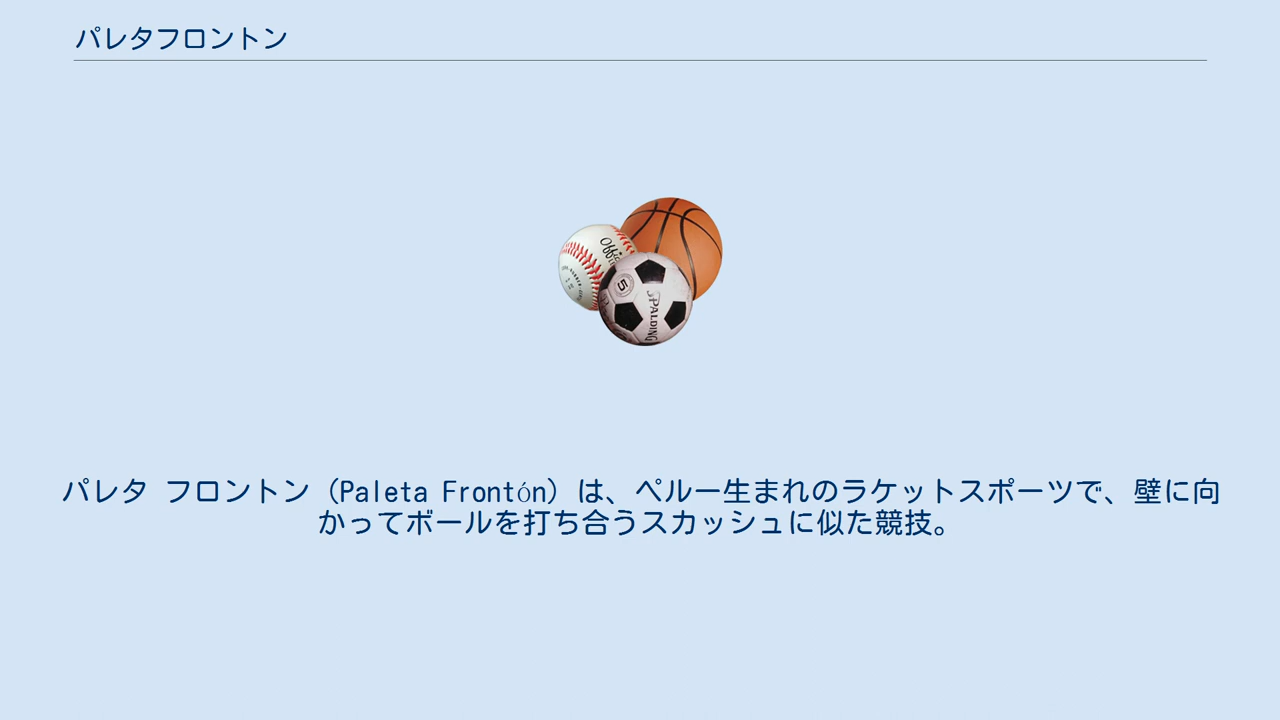 パレタフロントン
Offi
5
SPALDING
パレタ フロントン（Paleta Frontón）は、ペルー生まれのラケットスポーツで、壁に向
かってボールを打ち合うスカッシュに似た競技。